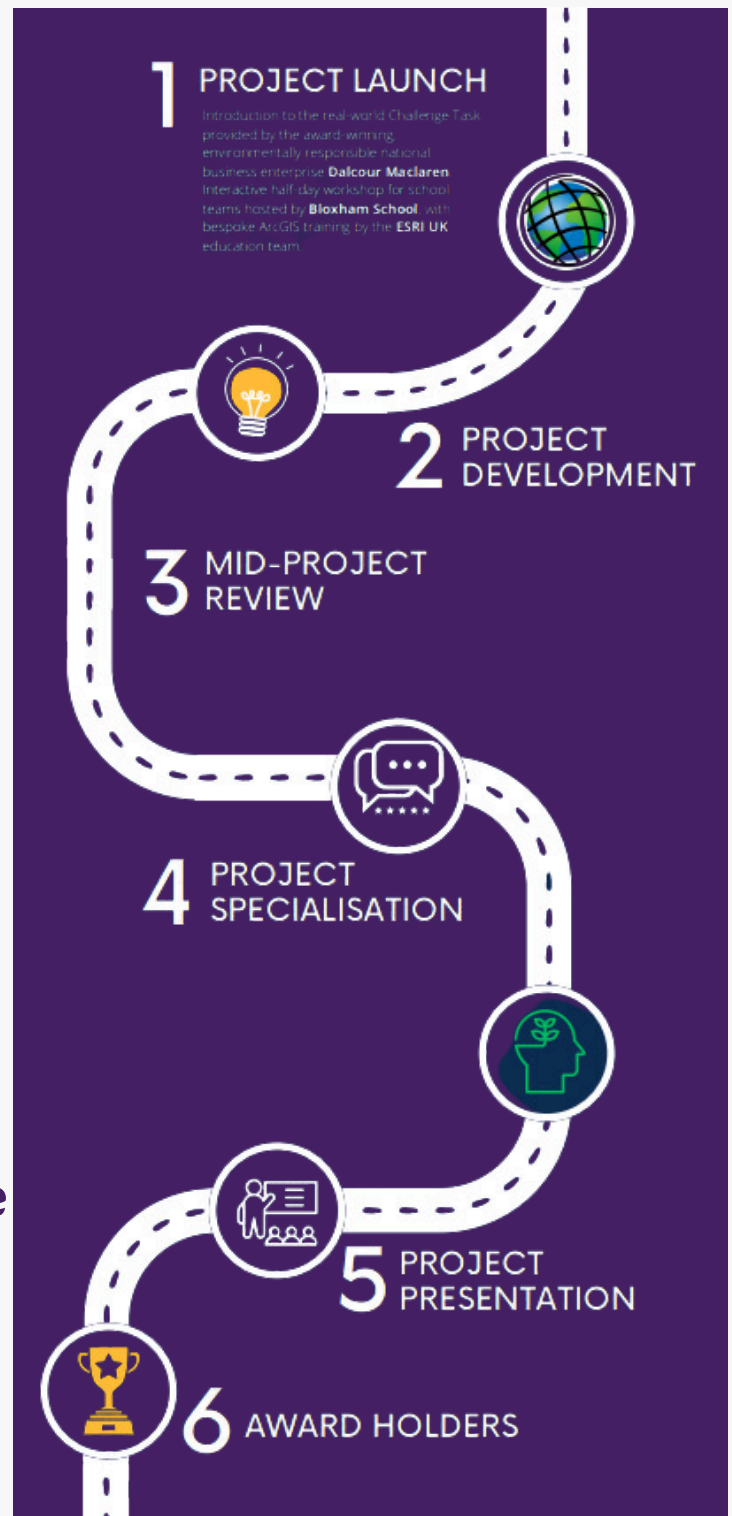 1 PROJECT LAUNCH
Introduction to the real-world Challenge Task
provided by the award-winning,
environmentally responsible national
business enterprise Dalcour Maclaren.
Interactive half-day workshop for school
teams hosted by Bloxham School, with
bespoke ArcGIS training by the ESRI UK
education team.
2 PROJECT
DEVELOPMENT
3 MID-PROJECT
REVIEW
4 PROJECT
SPECIALISATION
e
5 PROJECT
PRESENTATION
6 AWARD HOLDERS